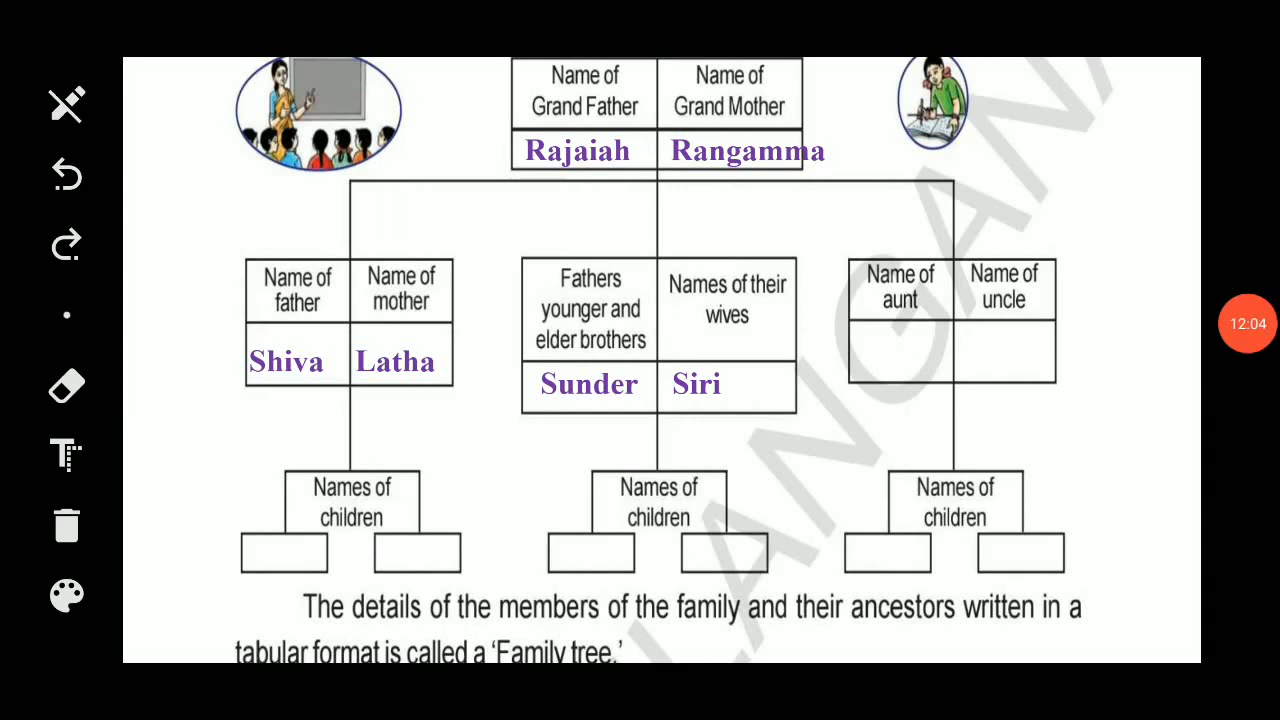 Name of
Grand Father
Name of
Grand Mother
Rajaiah
Rangamma
Name of
father
Name of
mother
Shiva
Latha
Fathers
younger and
elder brothers
Names of their
wives
Sunder
Siri
Name of
aunt
Name of
uncle
Names of
children
Names of
children
Names of
children
The details of the members of the family and their ancestors written in a
tabular format is called a ‘Family tree.’
LANGANA
12:04
T